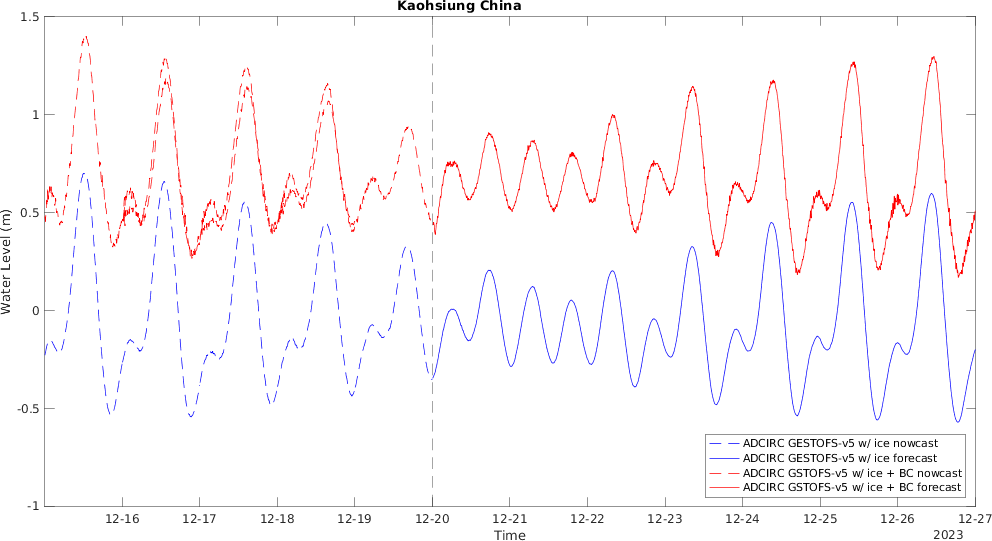 Kaohsiung China
1.5
1
0.5
0
-0.5
-1
Water Level (m)
12-16 12-17 12-18 12-19 12-20 12-21 12-22 12-23 12-24 12-25 12-26 12-27
Time
2023
ADCIRC GESTOFS-v5 w/ ice nowcast
ADCIRC GESTOFS-v5 w/ ice forecast
ADCIRC GSTOFS-v5 w/ ice + BC nowcast
ADCIRC GSTOFS-v5 w/ ice + BC forecast